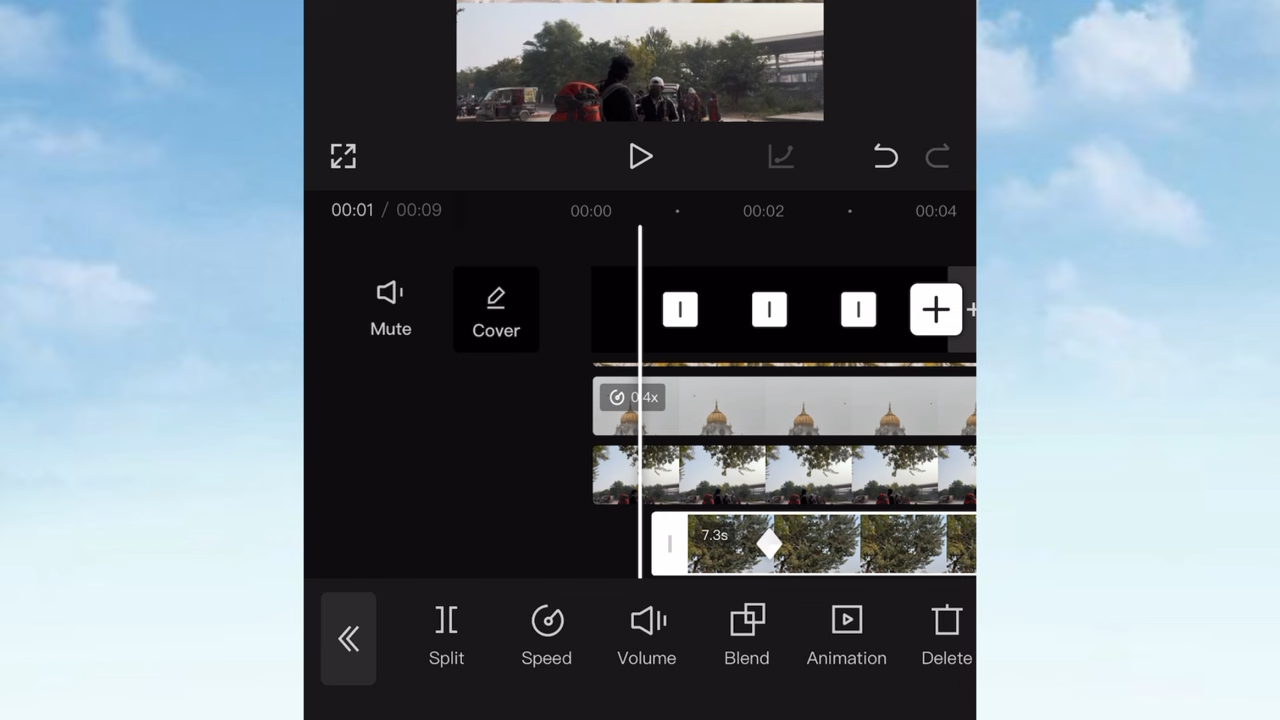 00:01 / 00:09 00:00 00:02 00:04
Mute
Cover
0.4x
7.3s
Split Speed Volume Blend Animation Delete